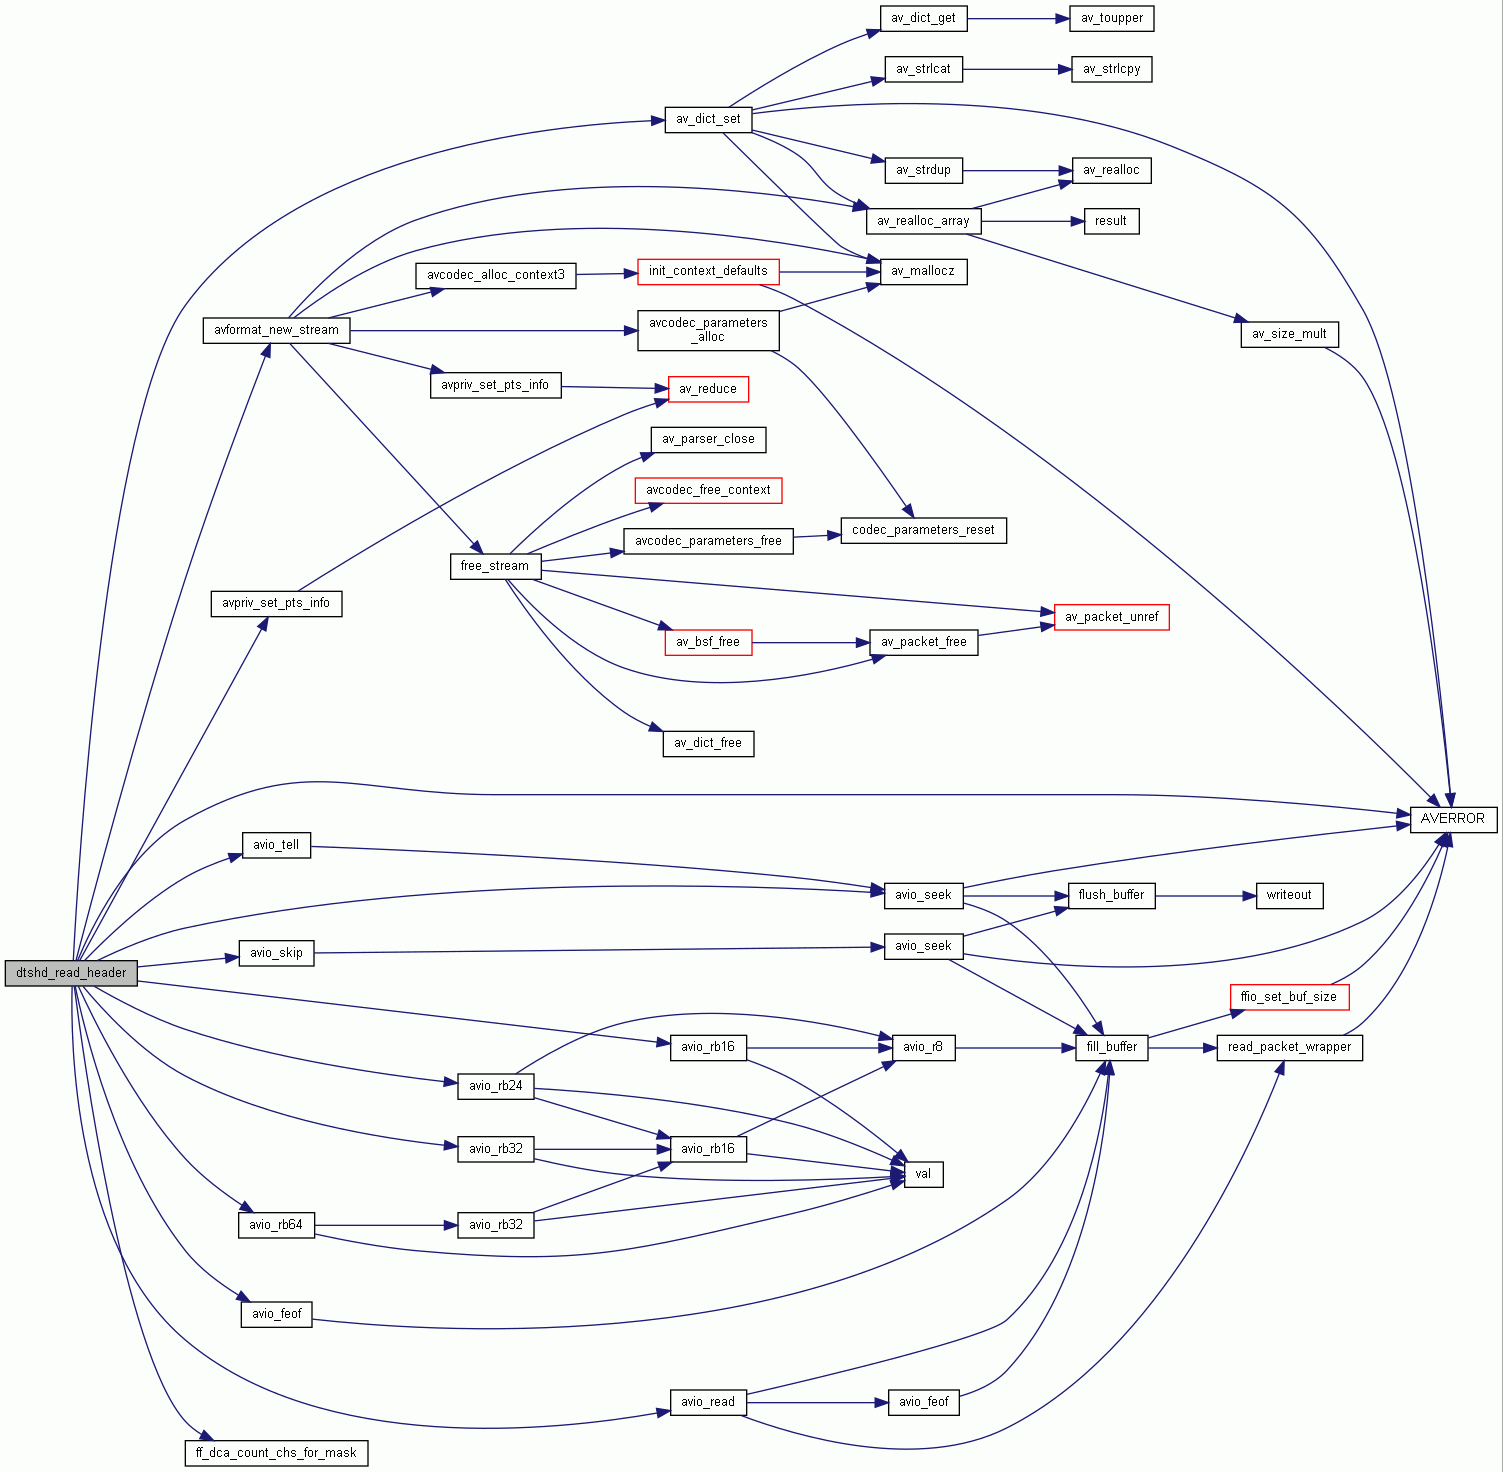 av_dict_get
av_toupper
av_strlcat
av_strlcpy
av_dict_set
av_strdup
av_realloc
av_realloc_array
result
avcodec_alloc_context3
init_context_defaults
av_mallocz
avformat_new_stream
avcodec_parameters
_alloc
av_size_mult
avpriv_set_pts_info
av_reduce
av_parser_close
avcodec_free_context
codec_parameters_reset
avcodec_parameters_free
free_stream
avpriv_set_pts_info
av_packet_unref
av_bsf_free
av_packet_free
av_dict_free
AVERROR
avio_tell
avio_seek
flush_buffer
writeout
avio_skip
avio_seek
dtshd_read_header
ffio_set_buf_size
avio_rb16
avio_r8
fill_buffer
read_packet_wrapper
avio_rb24
avio_rb32
avio_rb16
val
avio_rb64
avio_rb32
avio_feof
avio_read
avio_feof
ff_dca_count_chs_for_mask